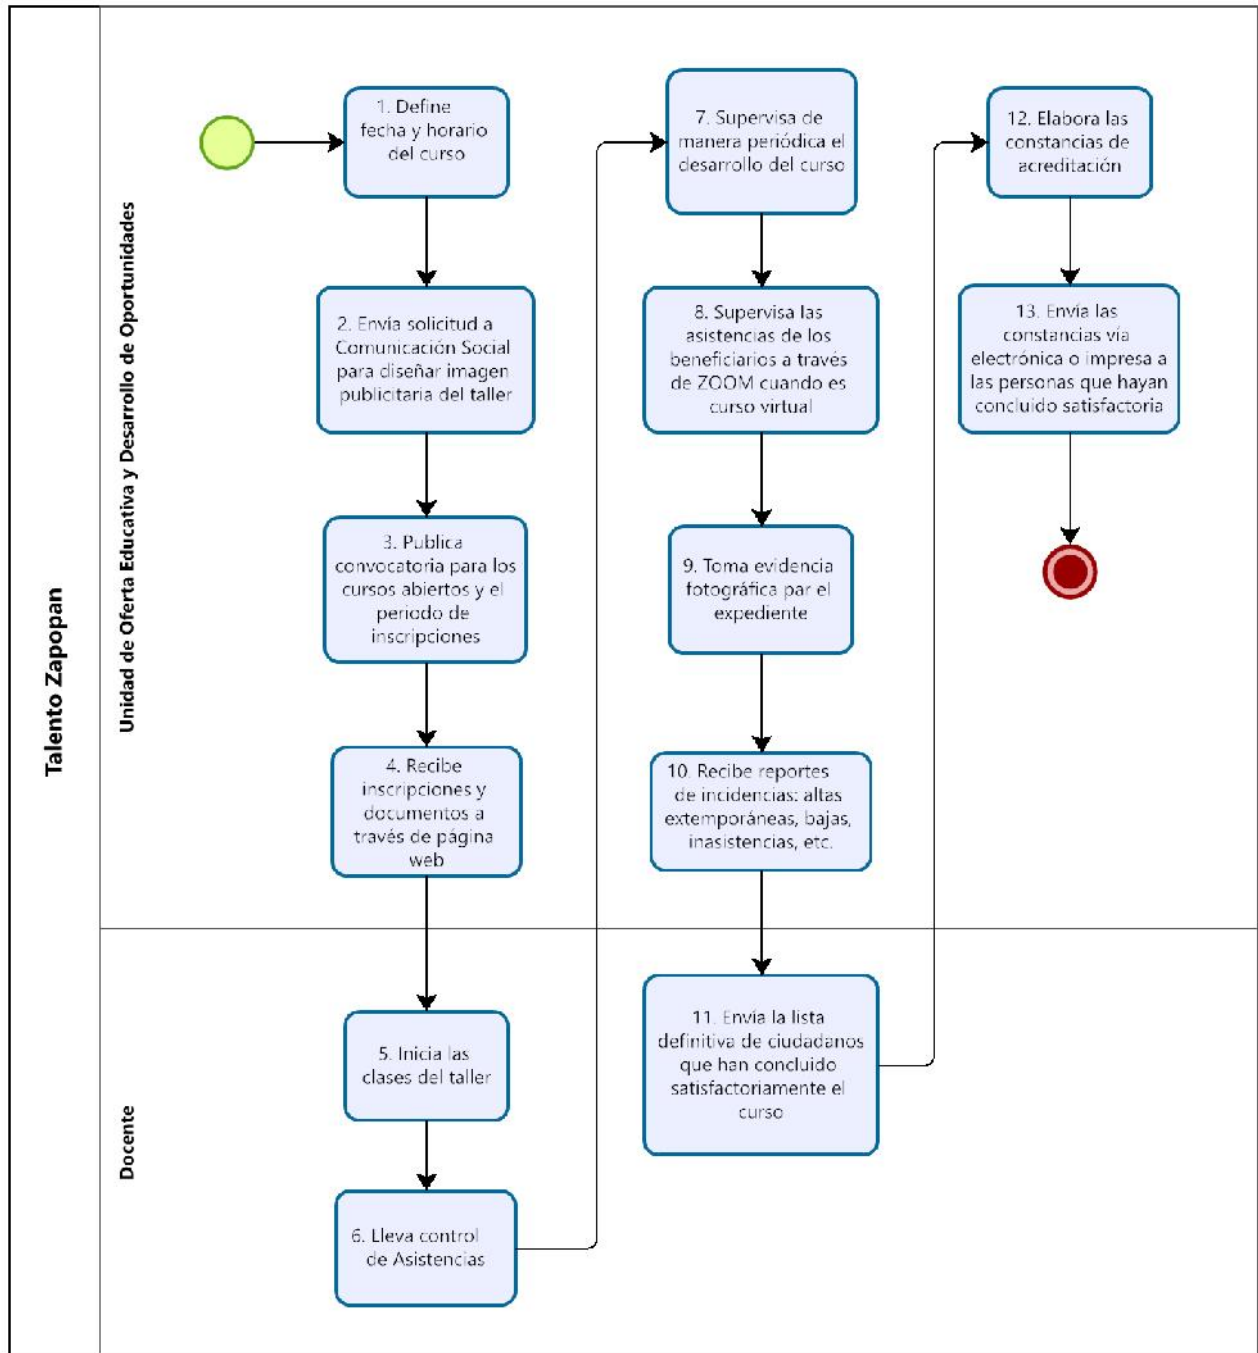 Talento Zapopan
Unidad de Oferta Educativa y Desarrollo de Oportunidades
1. Define
fecha y horario
del curso
2. Envía solicitud a
Comunicación Social
para diseñar imagen
publicitaria del taller
3. Publica
convocatoria para los
cursos abiertos y el
periodo de
inscripciones
4. Recibe
inscripciones y
documentos a
través de página
web
Docente
5. Inicia las
clases del taller
6. Lleva control
de Asistencias
7. Supervisa de
manera periódica el
desarrollo del curso
8. Supervisa las
asistencias de los
beneficiarios a través
de ZOOM cuando es
curso virtual
9. Toma evidencia
fotográfica par el
expediente
10. Recibe reportes
de incidencias: altas
extemporáneas, bajas,
inasistencias, etc.
11. Envía la lista
definitiva de ciudadanos
que han concluido
satisfactoriamente el
curso
12. Elabora las
constancias de
acreditación
13. Envía las
constancias vía
electrónica o impresa a
las personas que hayan
concluido satisfactoria